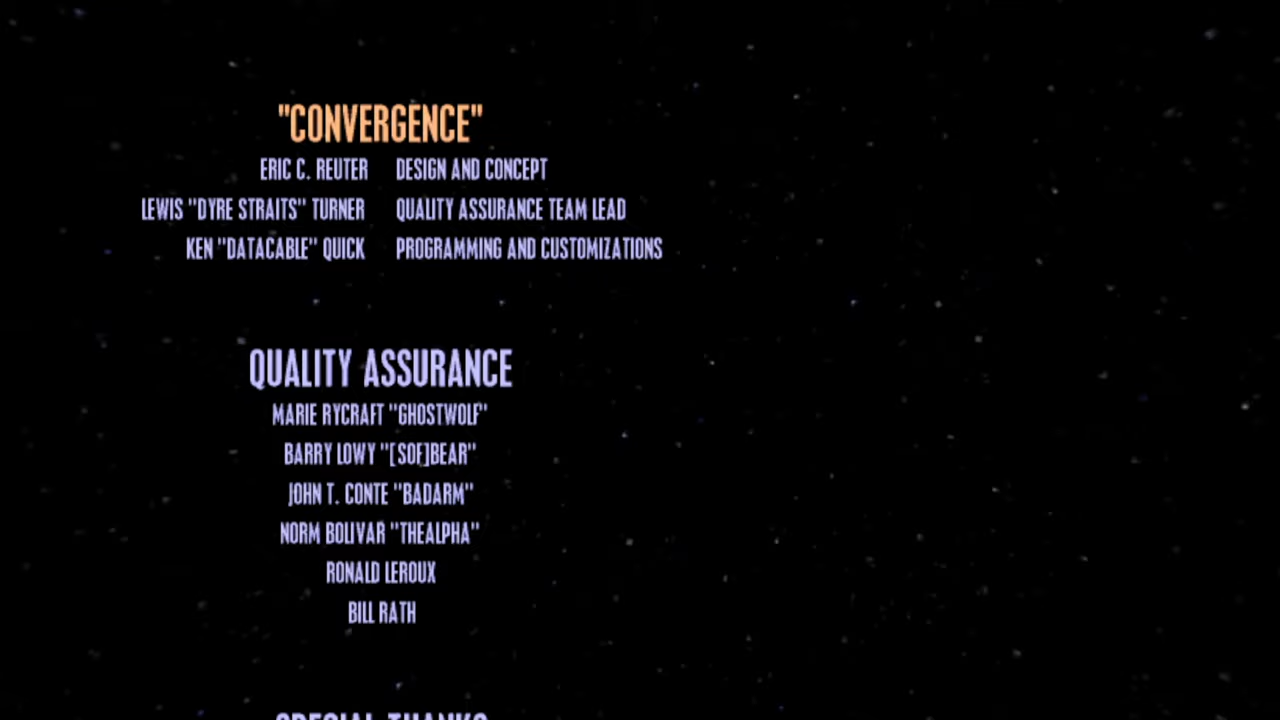 "CONVERGENCE"
ERIC C. REUTER DESIGN AND CONCEPT
LEWIS "DYRE STRAITS" TURNER QUALITY ASSURANCE TEAM LEAD
KEN "DATACABLE" QUICK PROGRAMMING AND CUSTOMIZATIONS
QUALITY ASSURANCE
MARIE RYCRAFT "GHOSTWOLF"
BARRY LOWY "[SOF]BEAR"
JOHN T. CONTE "BADARM"
NORM BOLIVAR "THEALPHA"
RONALD LEROUX
BILL RATH
SPECIAL THANKS